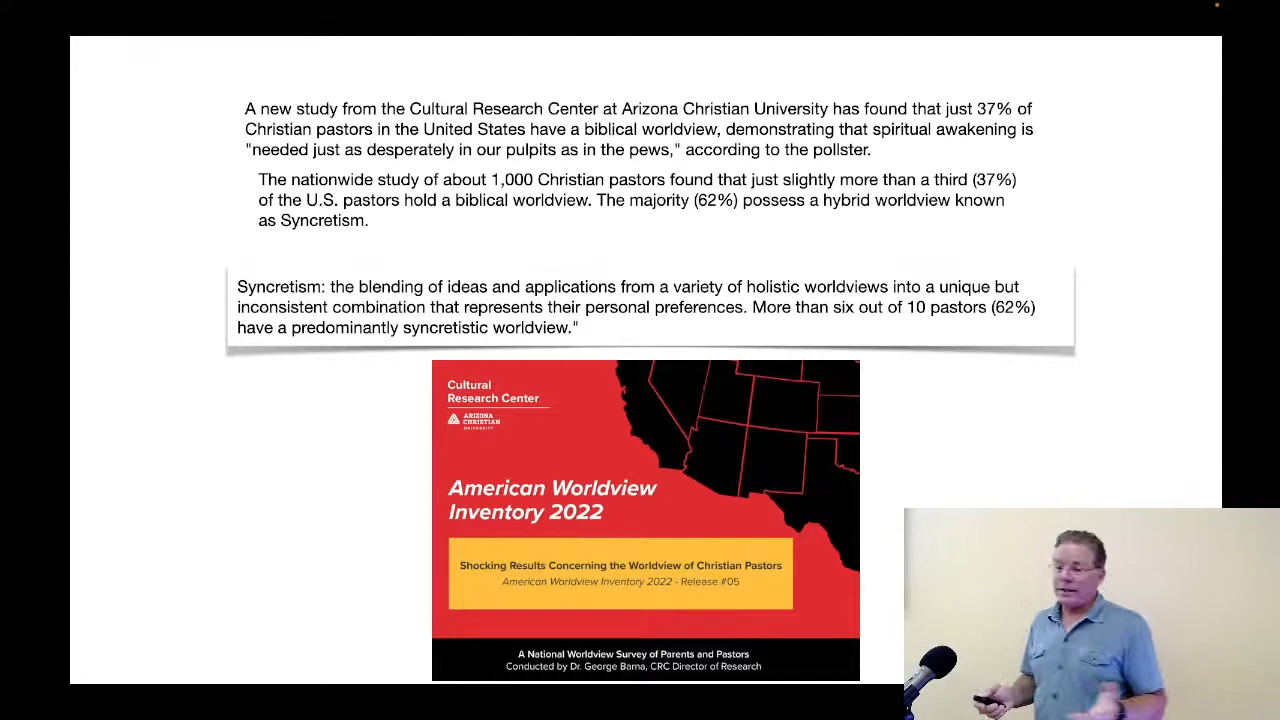 A new study from the Cultural Research Center at Arizona Christian University has found that just 37% of
Christian pastors in the United States have a biblical worldview, demonstrating that spiritual awakening is
"needed just as desperately in our pulpits as in the pews," according to the pollster.
The nationwide study of about 1,000 Christian pastors found that just slightly more than a third (37%)
of the U.S. pastors hold a biblical worldview. The majority (62%) possess a hybrid worldview known
as Syncretism.
Syncretism: the blending of ideas and applications from a variety of holistic worldviews into a unique but
inconsistent combination that represents their personal preferences. More than six out of 10 pastors (62%)
have a predominantly syncretistic worldview."
Cultural
Research Center
ARIZONA
CHRISTIAN
UNIVERSITY
American Worldview
Inventory 2022
Shocking Results Concerning the Worldview of Christian Pastors
American Worldview Inventory 2022 - Release #05
A National Worldview Survey of Parents and Pastors
Conducted by Dr. George Barna, CRC Director of Research